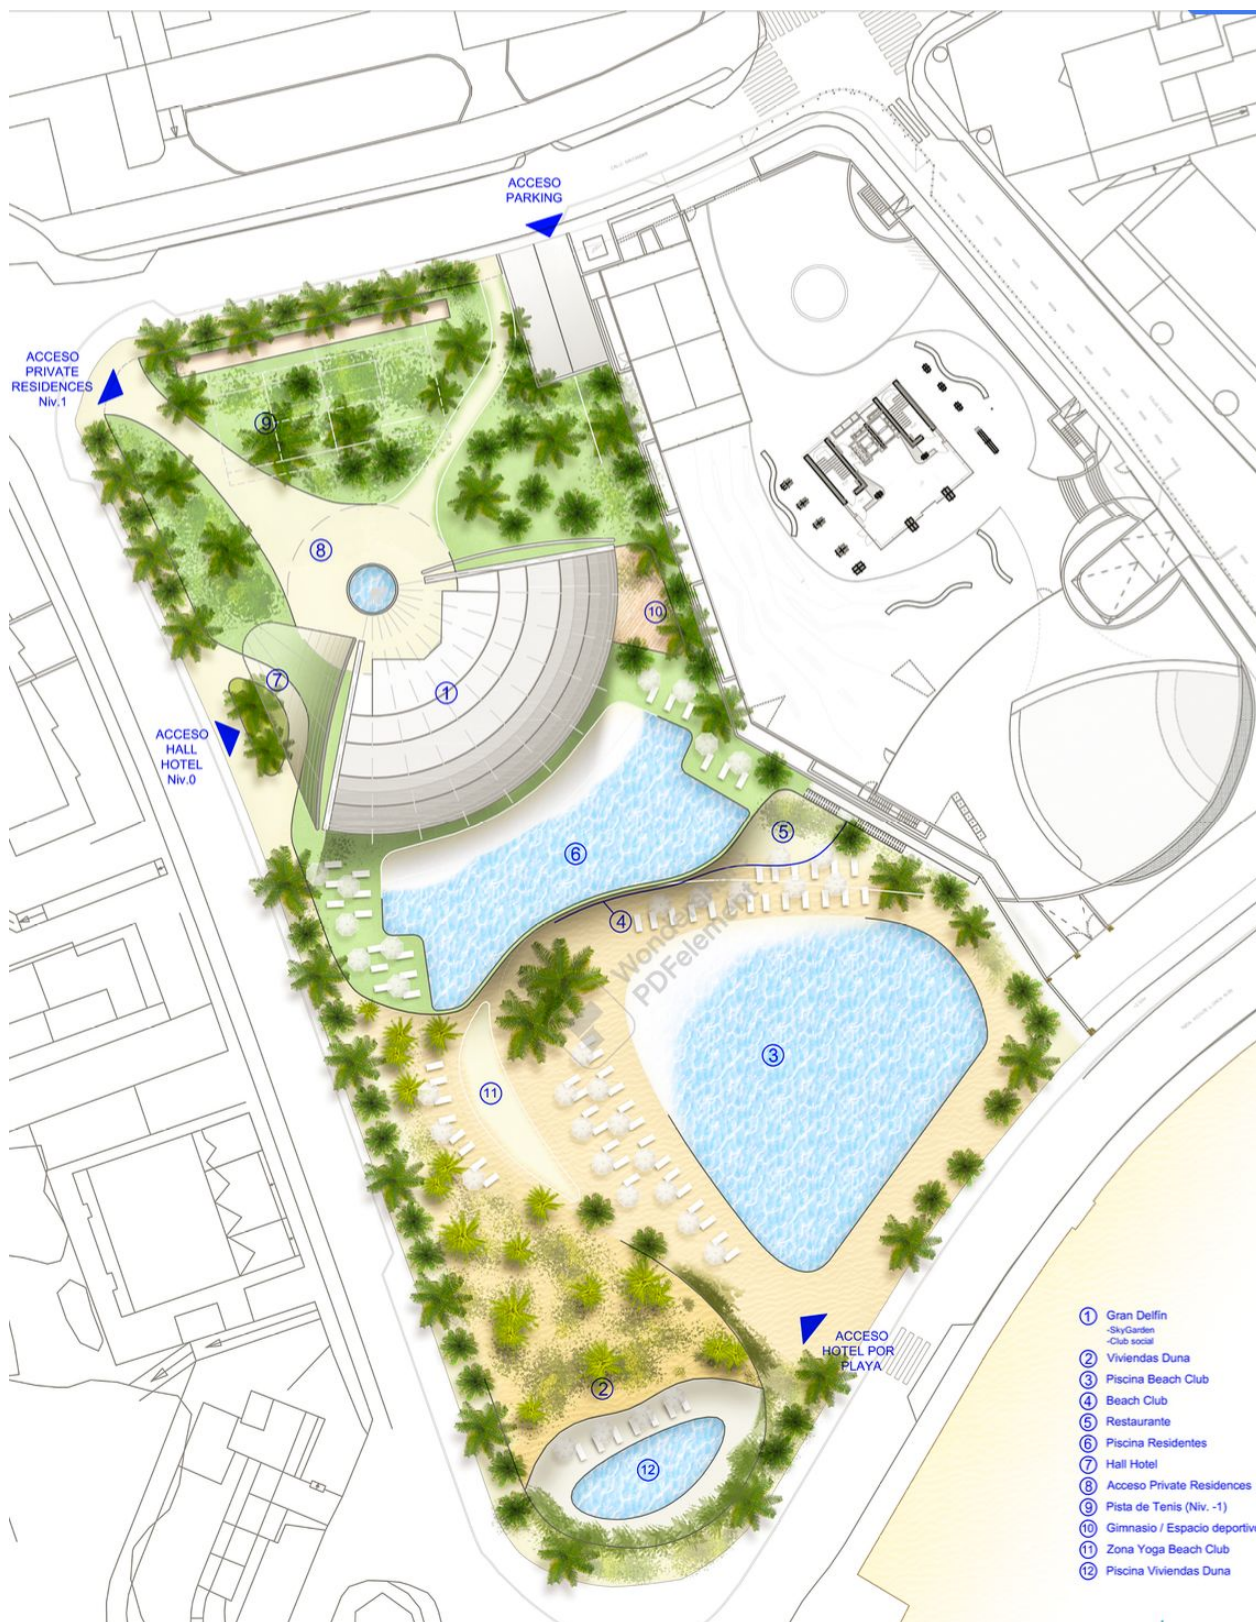 ACCESO
PARKING
ACCESO
PRIVATE
RESIDENCES
Niv.1
9
8
10
7
1
ACCESO
HALL
HOTEL
Niv.0
5
6
4
Wondershare
PDFelement
3
11
ACCESO
HOTEL POR
PLAYA
2
12
1 Gran Delfín
-SkyGarden
-Club social
2 Viviendas Duna
3 Piscina Beach Club
4 Beach Club
5 Restaurante
6 Piscina Residentes
7 Hall Hotel
8 Acceso Private Residences
9 Pista de Tenis (Niv. -1)
10 Gimnasio / Espacio deportivo
11 Zona Yoga Beach Club
12 Piscina Viviendas Duna